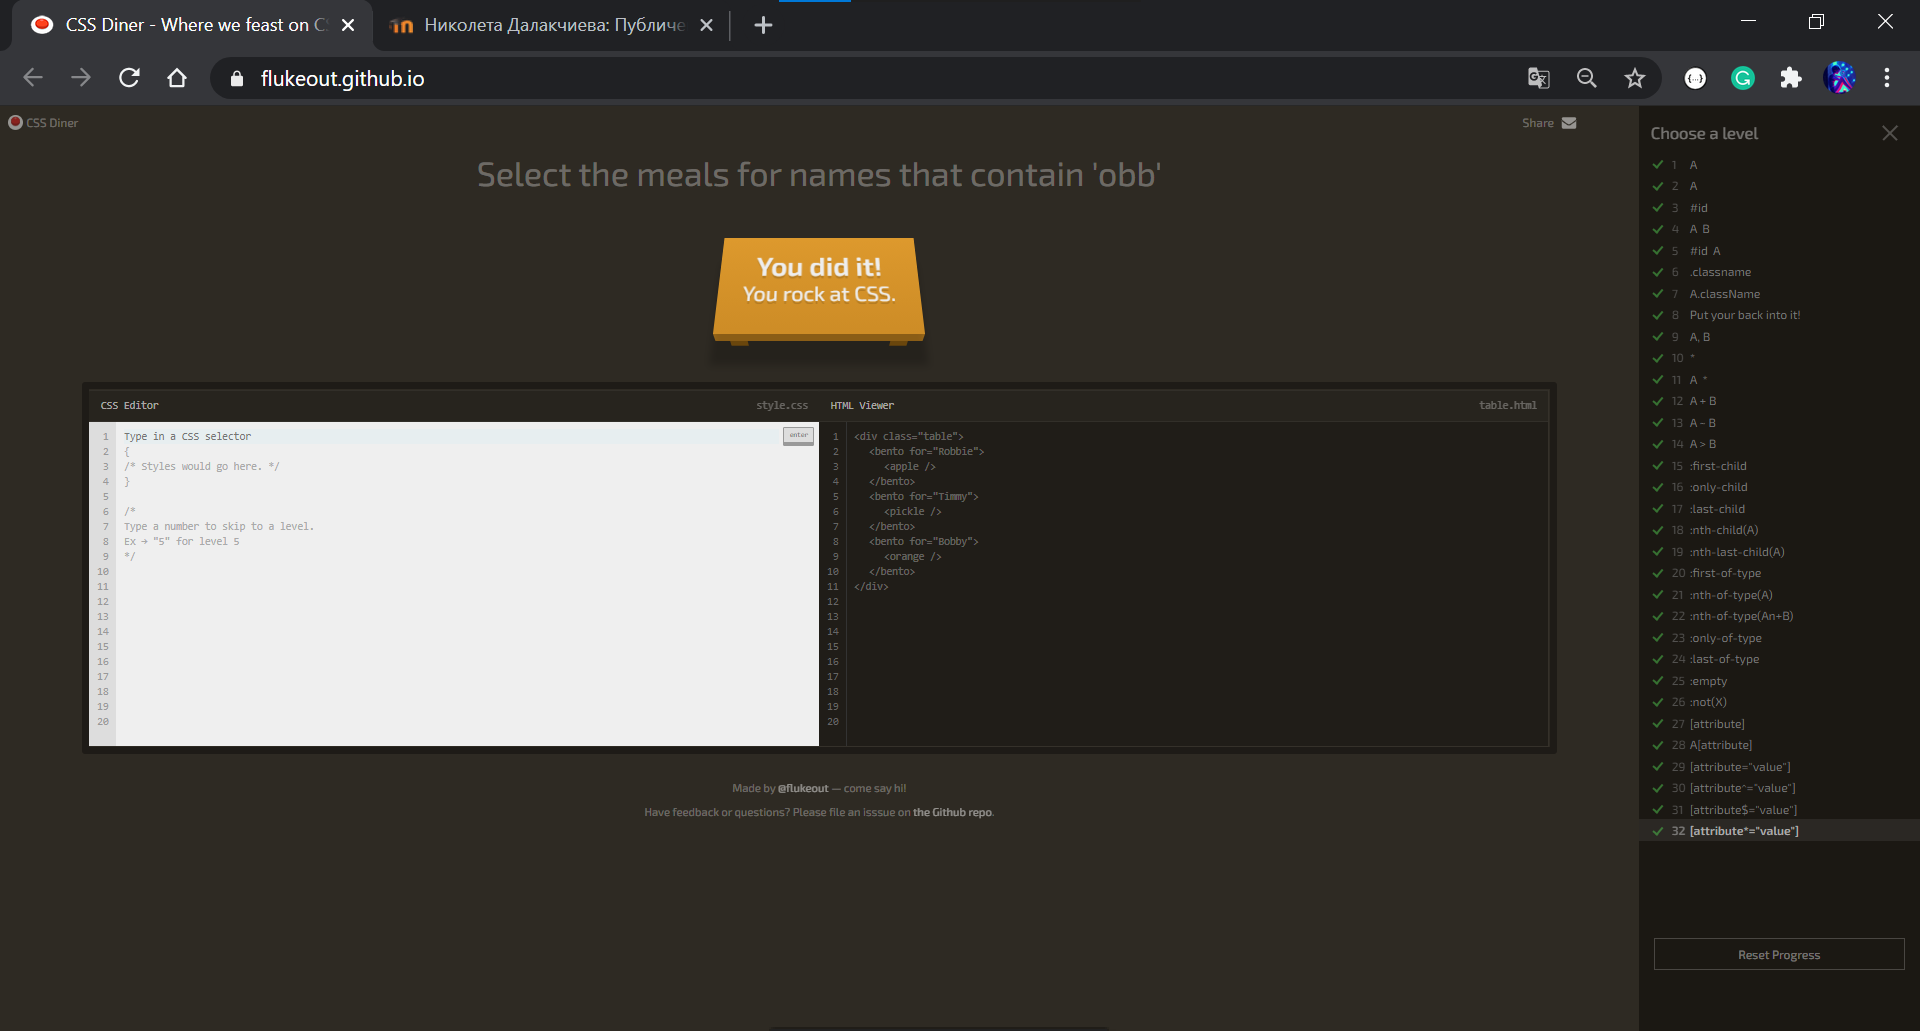 CSS Diner - Where we feast on CS
Николета Далакчиева: Публиче
flukeout.github.io
CSS Diner
Share
Select the meals for names that contain 'obb'
You did it!
You rock at CSS.
CSS Editor
style.css
HTML Viewer
table.html
1 Type in a CSS selector
enter
2 {
3 /* Styles would go here. */
4 }
5
6 /*
7 Type a number to skip to a level.
8 Ex → "5" for level 5
9 */
10
11
12
13
14
15
16
17
18
19
20
1 <div class="table">
2 <bento for="Robbie">
3 <apple />
4 </bento>
5 <bento for="Timmy">
6 <pickle />
7 </bento>
8 <bento for="Bobby">
9 <orange />
10 </bento>
11 </div>
12
13
14
15
16
17
18
19
20
Made by @flukeout — come say hi!
Have feedback or questions? Please file an isssue on the Github repo.
Choose a level
1 A
2 A
3 #id
4 A B
5 #id A
6 .classname
7 A.className
8 Put your back into it!
9 A, B
10 *
11 A *
12 A + B
13 A ~ B
14 A > B
15 :first-child
16 :only-child
17 :last-child
18 :nth-child(A)
19 :nth-last-child(A)
20 :first-of-type
21 :nth-of-type(A)
22 :nth-of-type(An+B)
23 :only-of-type
24 :last-of-type
25 :empty
26 :not(X)
27 [attribute]
28 A[attribute]
29 [attribute="value"]
30 [attribute^="value"]
31 [attribute$="value"]
32 [attribute*="value"]
Reset Progress